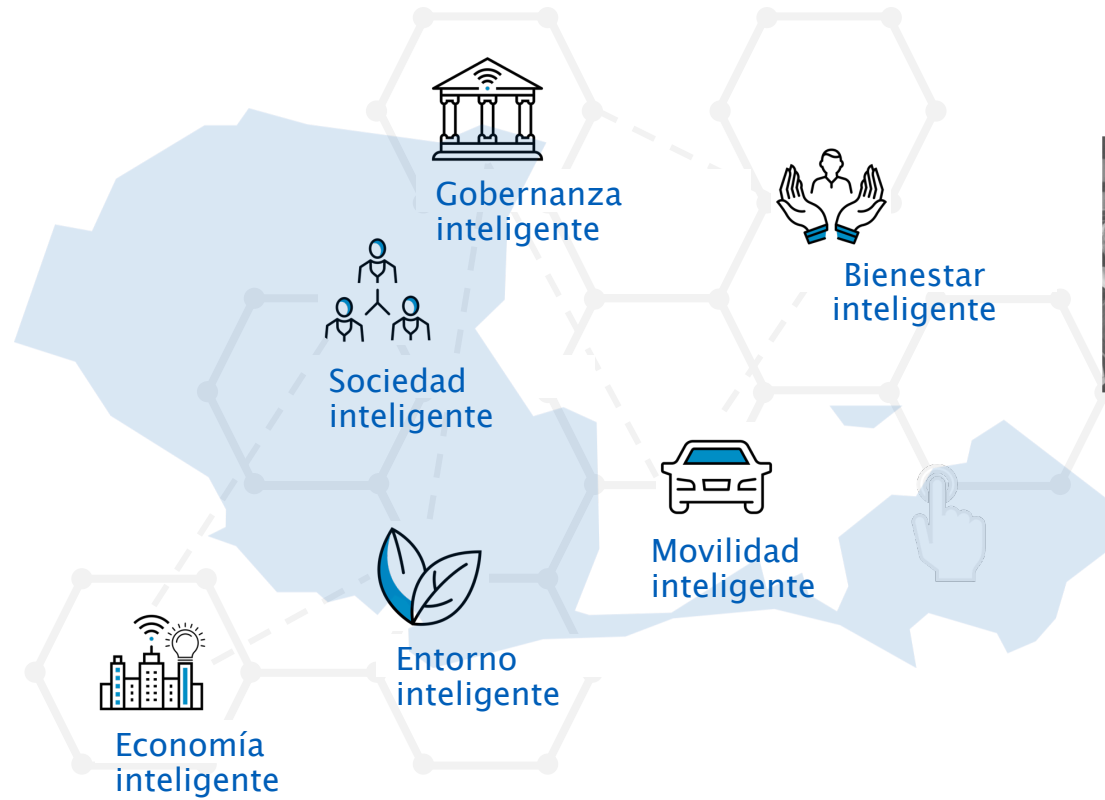 Gobernanza
inteligente
Bienestar
inteligente
Sociedad
inteligente
Movilidad
inteligente
Entorno
inteligente
Economía
inteligente